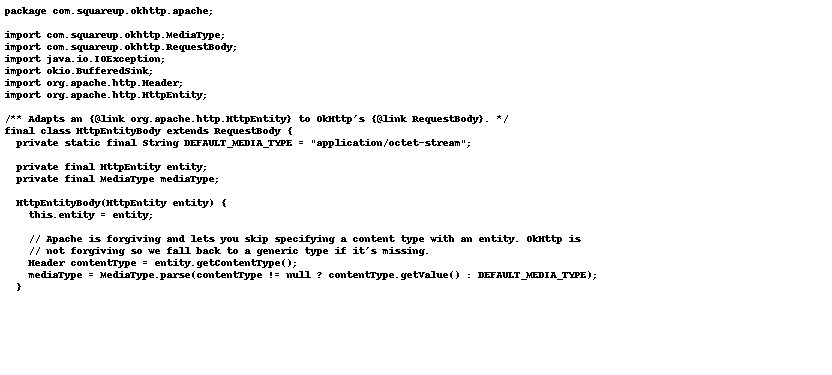 package com.squareup.okhttp.apache;
import com.squareup.okhttp.MediaType;
import com.squareup.okhttp.RequestBody;
import java.io.IOException;
import okio.BufferedSink;
import org.apache.http.Header;
import org.apache.http.HttpEntity;
/** Adapts an {@link org.apache.http.HttpEntity} to OkHttp's {@link RequestBody}. */
final class HttpEntityBody extends RequestBody {
  private static final String DEFAULT_MEDIA_TYPE = "application/octet-stream";
  private final HttpEntity entity;
  private final MediaType mediaType;
  HttpEntityBody(HttpEntity entity) {
    this.entity = entity;
    // Apache is forgiving and lets you skip specifying a content type with an entity. OkHttp is
    // not forgiving so we fall back to a generic type if it's missing.
    Header contentType = entity.getContentType();
    mediaType = MediaType.parse(contentType != null ? contentType.getValue() : DEFAULT_MEDIA_TYPE);
  }